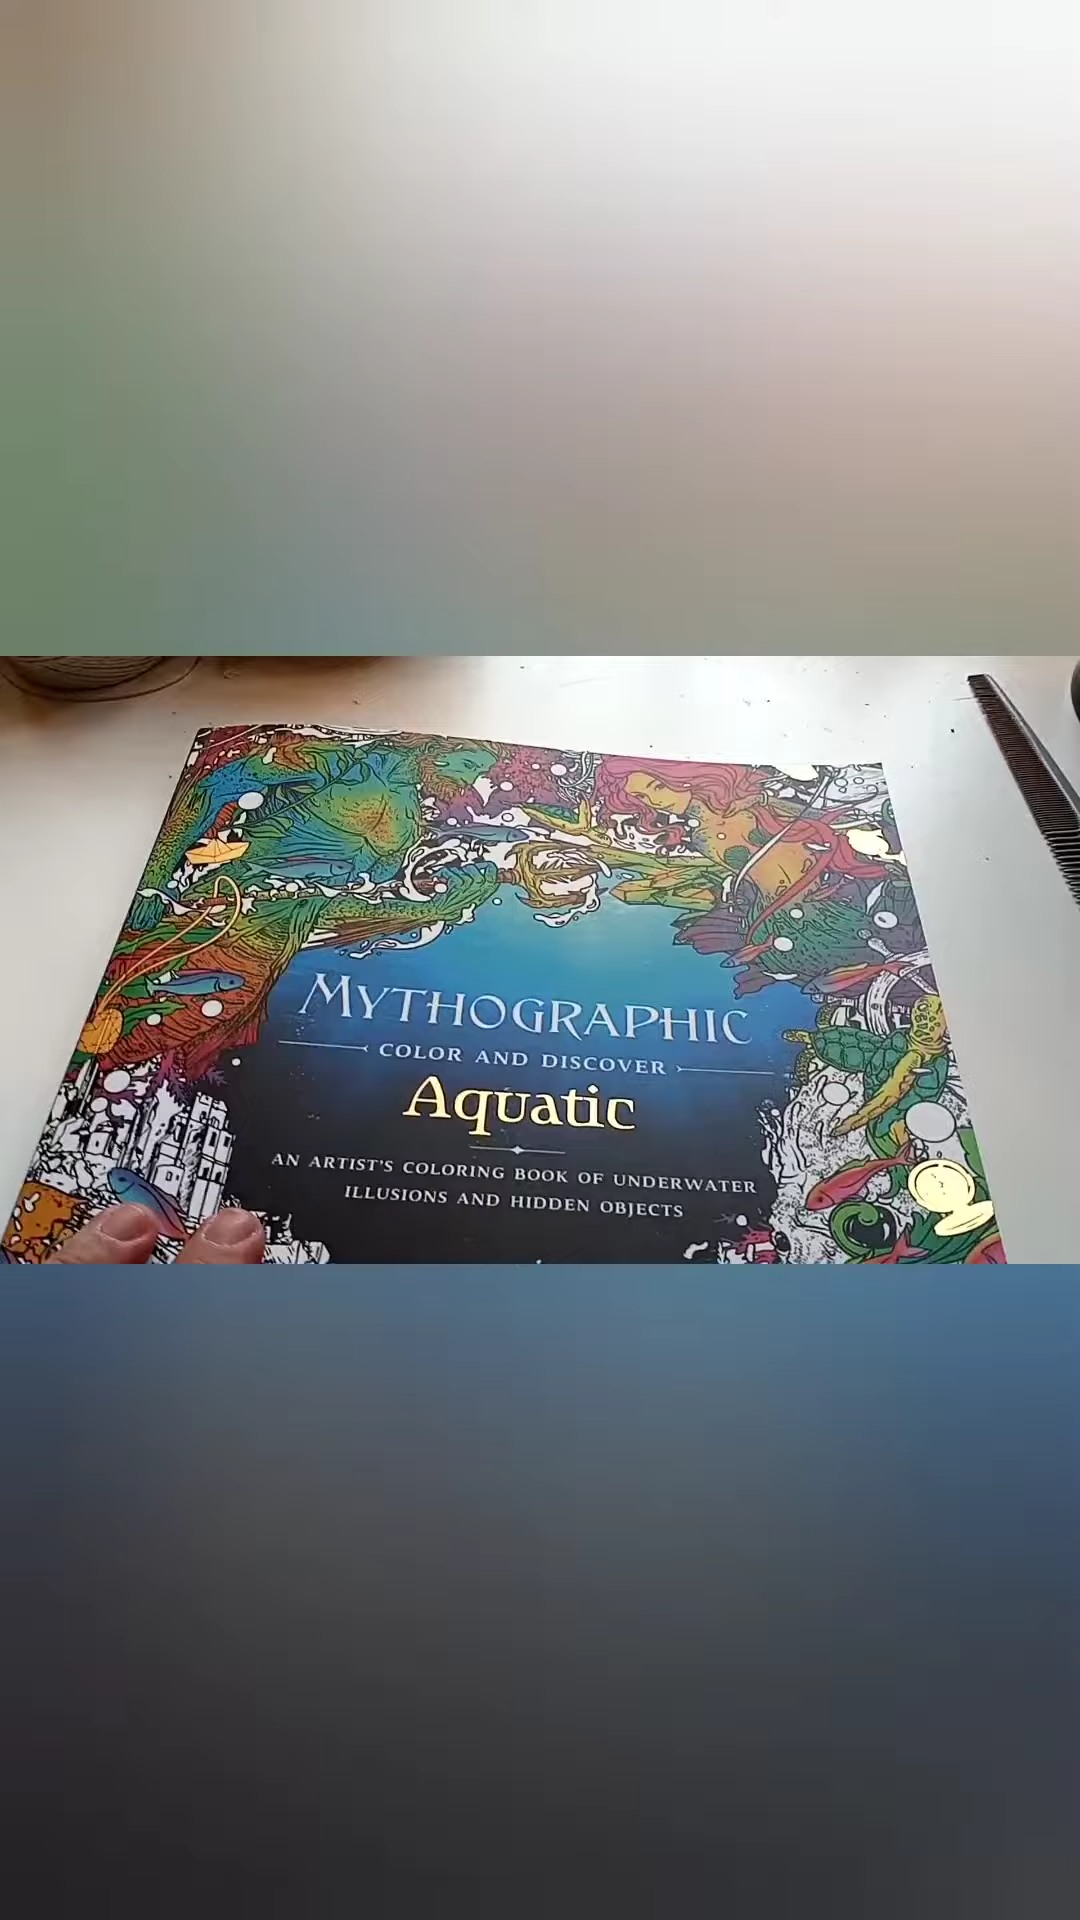 MYTHOGRAPHIC
COLOR AND DISCOVER
Aquatic
AN ARTIST'S COLORING BOOK OF UNDERWATER
ILLUSIONS AND HIDDEN OBJECTS